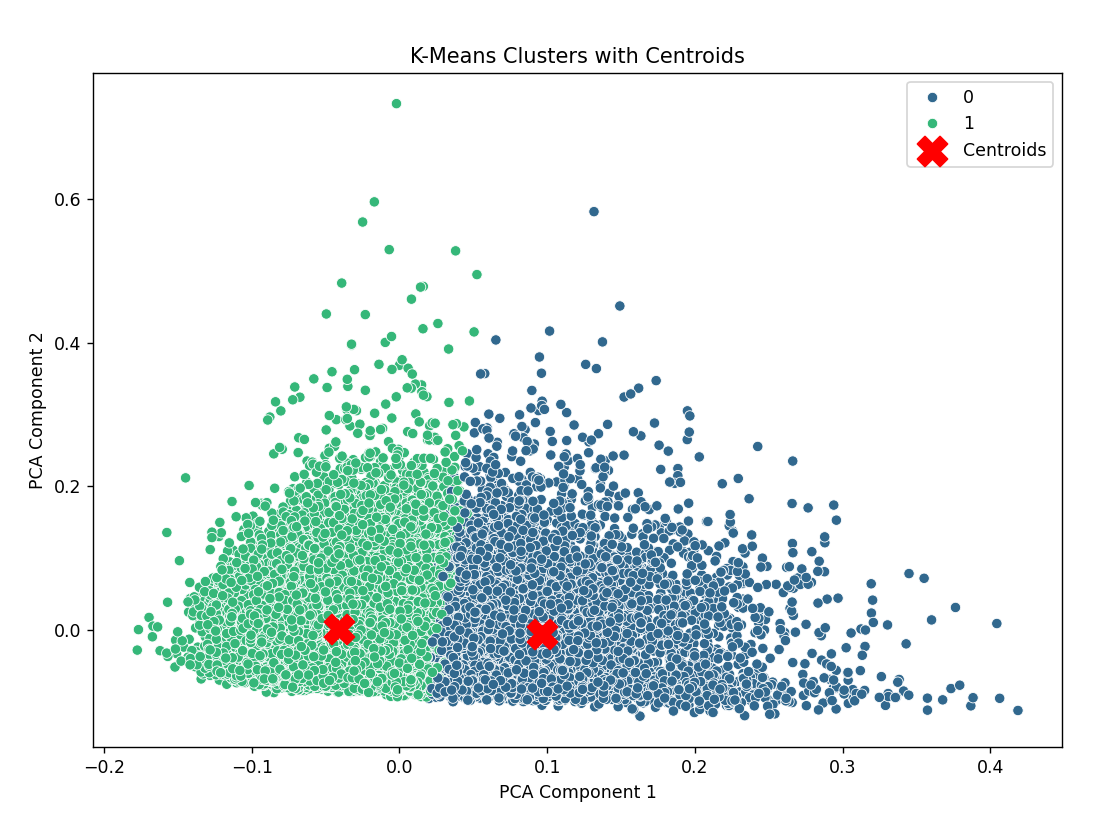 K-Means Clusters with Centroids
0
1
Centroids
0.6
0.4
0.2
0.0
PCA Component 2
−0.2 −0.1 0.0 0.1 0.2 0.3 0.4
PCA Component 1